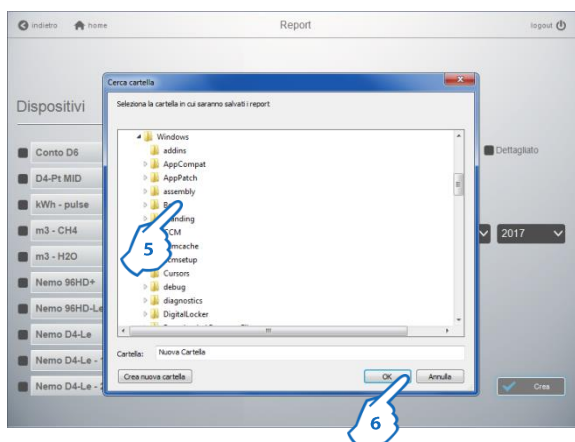 indietro home Report logout
Cerca cartella
Seleziona la cartella in cui saranno salvati i report
Dispositivi
Windows
addins
AppCompat
AppPatch
assembly
CCM
Cursors
debug
diagnostics
DigitalLocker
Conto D6
D4-Pt MID
kWh - pulse
m3 - CH4
m3 - H2O
Nemo 96HD+
Nemo 96HD-Le
Nemo D4-Le
Nemo D4-Le -
Nemo D4-Le -
Dettagliato
2017
5
Cartella: Nuova Cartella
Crea nuova cartella OK Annulla
Crea
6